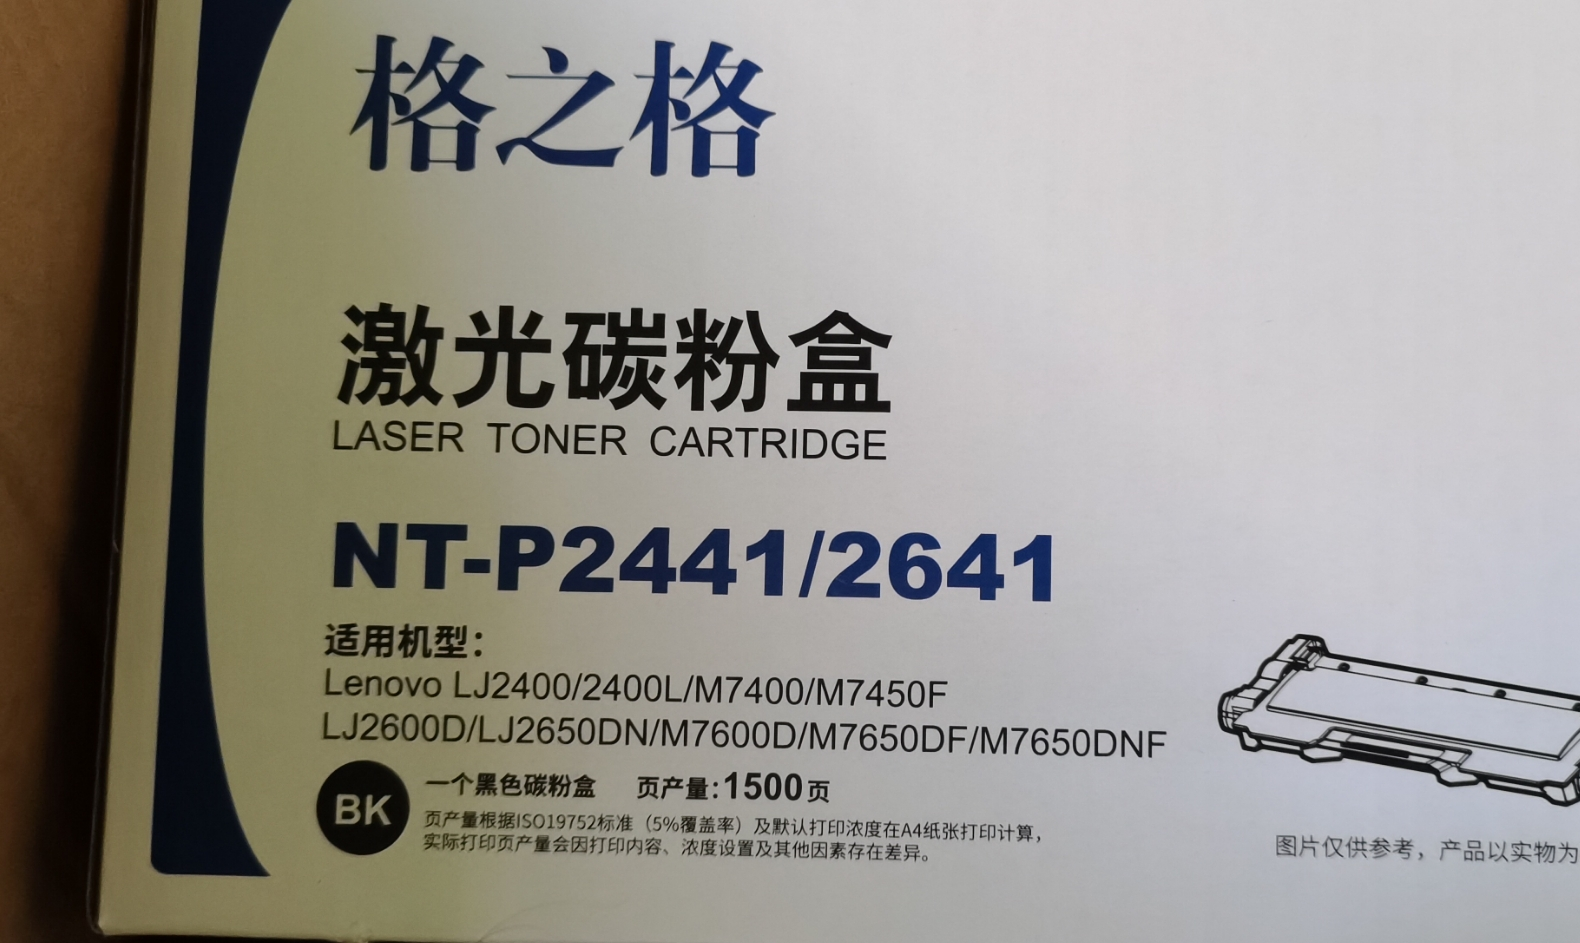 格之格
激光碳粉盒
LASER TONER CARTRIDGE
NT-P2441/2641
适用机型：
Lenovo LJ2400/2400L/M7400/M7450F
LJ2600D/LJ2650DN/M7600D/M7650DF/M7650DNF
BK
一个黑色碳粉盒 页产量：1500页
页产量根据ISO19752标准（5%覆盖率）及默认打印浓度在A4纸张打印计算，
实际打印页产量会因打印内容、浓度设置及其他因素存在差异。
图片仅供参考，产品以实物为